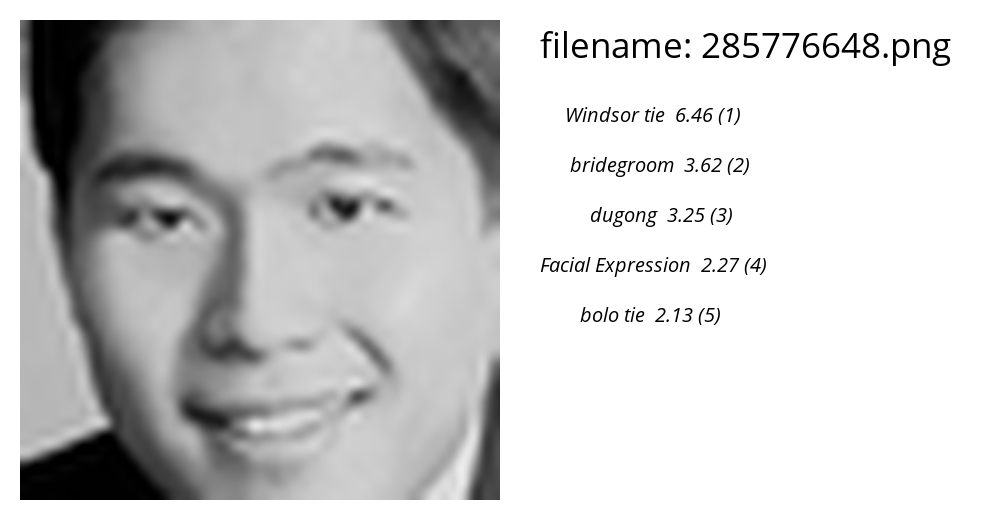 filename: 285776648.png
Windsor tie 6.46 (1)
bridegroom 3.62 (2)
dugong 3.25 (3)
Facial Expression 2.27 (4)
bolo tie 2.13 (5)